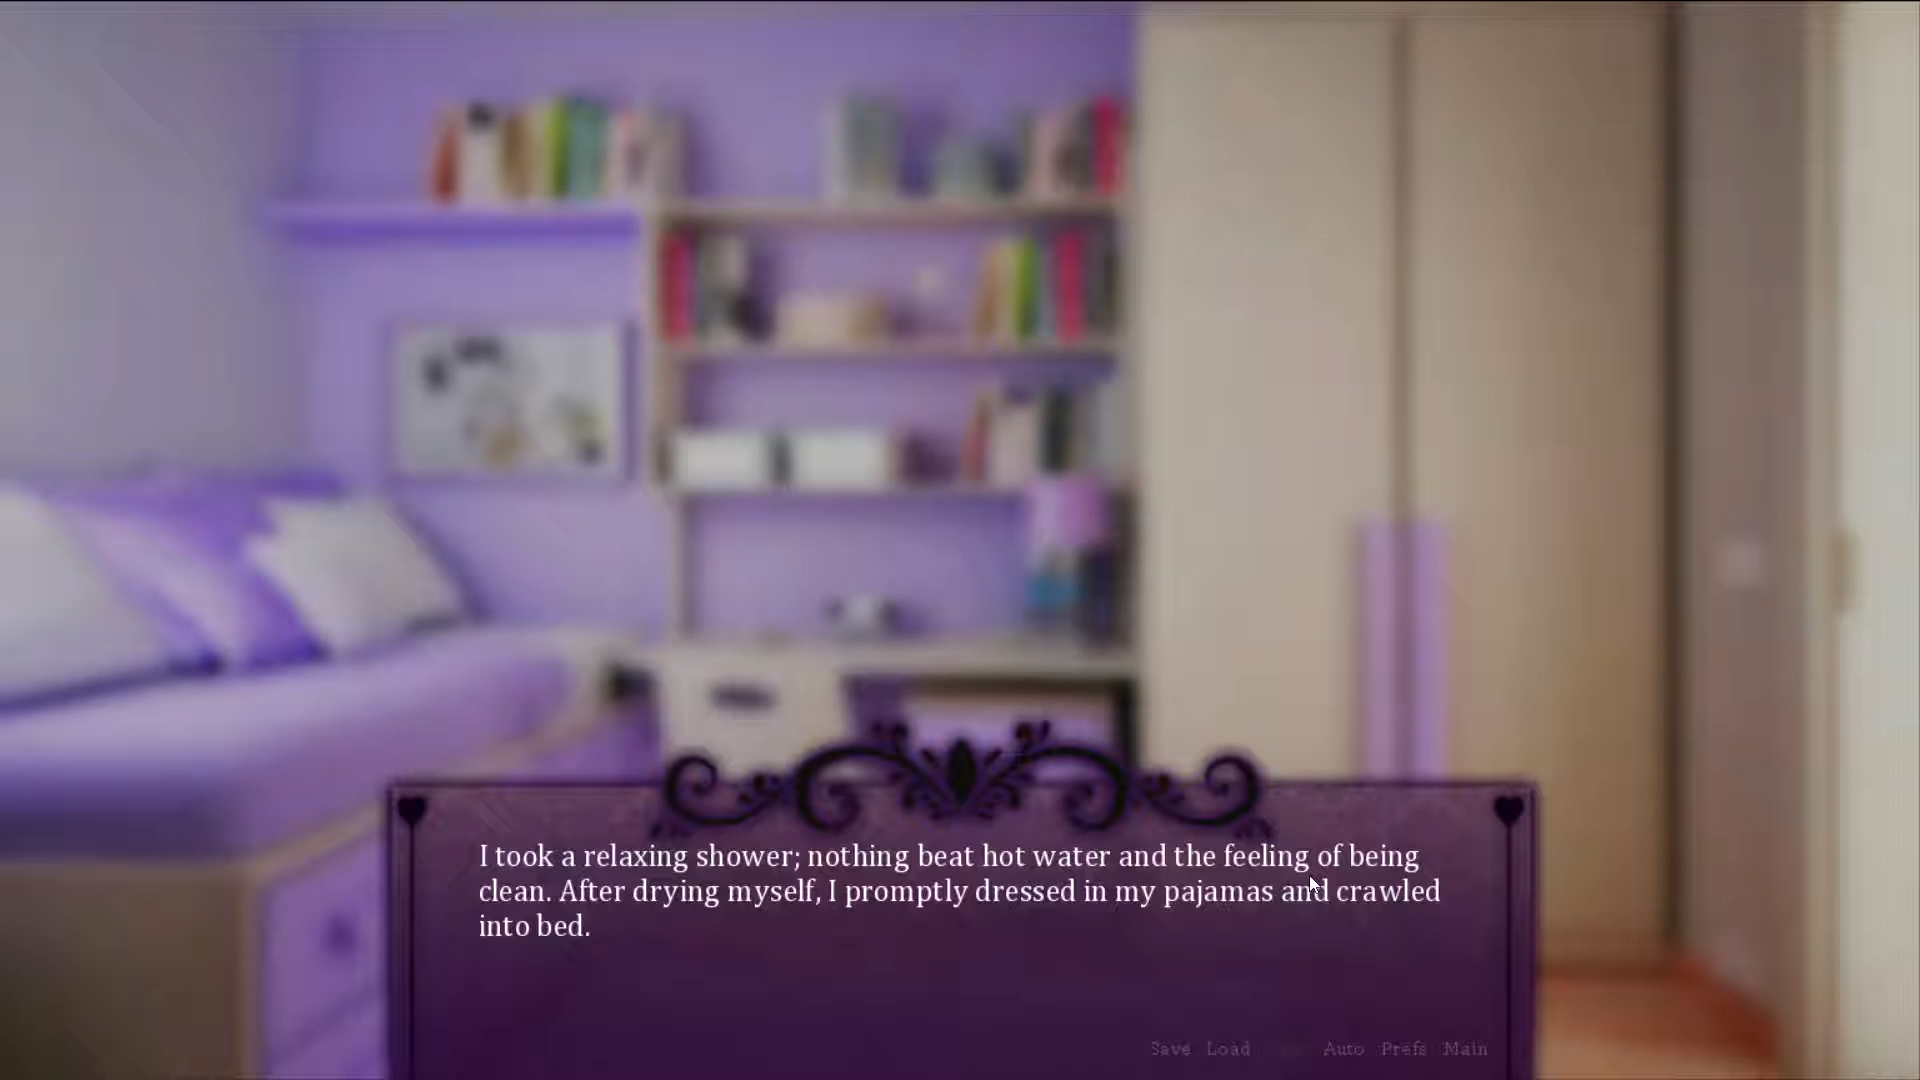 I took a relaxing shower; nothing beat hot water and the feeling of being
clean. After drying myself, I promptly dressed in my pajamas and crawled
into bed.
Save Load Auto Prefs Main